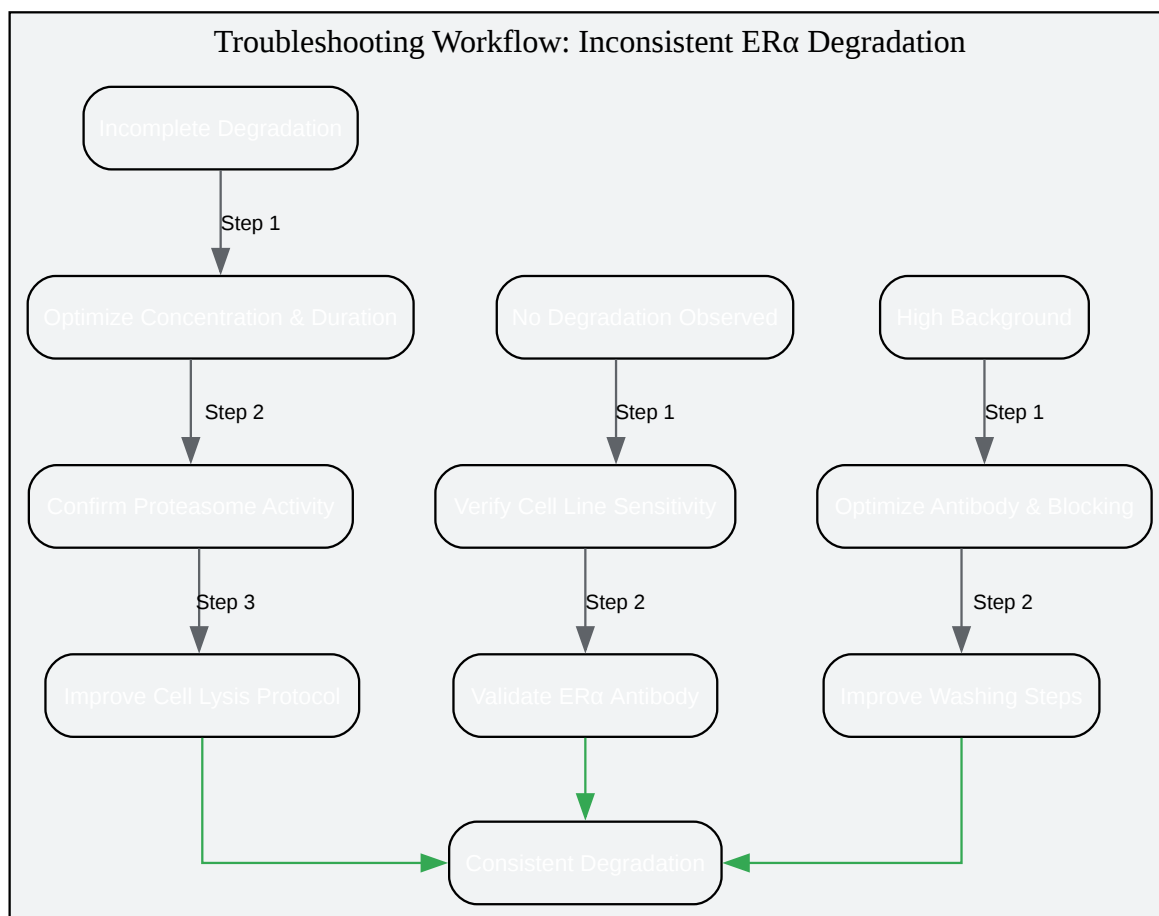 Troubleshooting Workflow: Inconsistent ERα Degradation
Incomplete Degradation
Step 1
Optimize Concentration & Duration
No Degradation Observed
High Background
Step 2
Step 1
Step 1
Confirm Proteasome Activity
Verify Cell Line Sensitivity
Optimize Antibody & Blocking
Step 3
Step 2
Step 2
Improve Cell Lysis Protocol
Validate ERα Antibody
Improve Washing Steps
Consistent Degradation